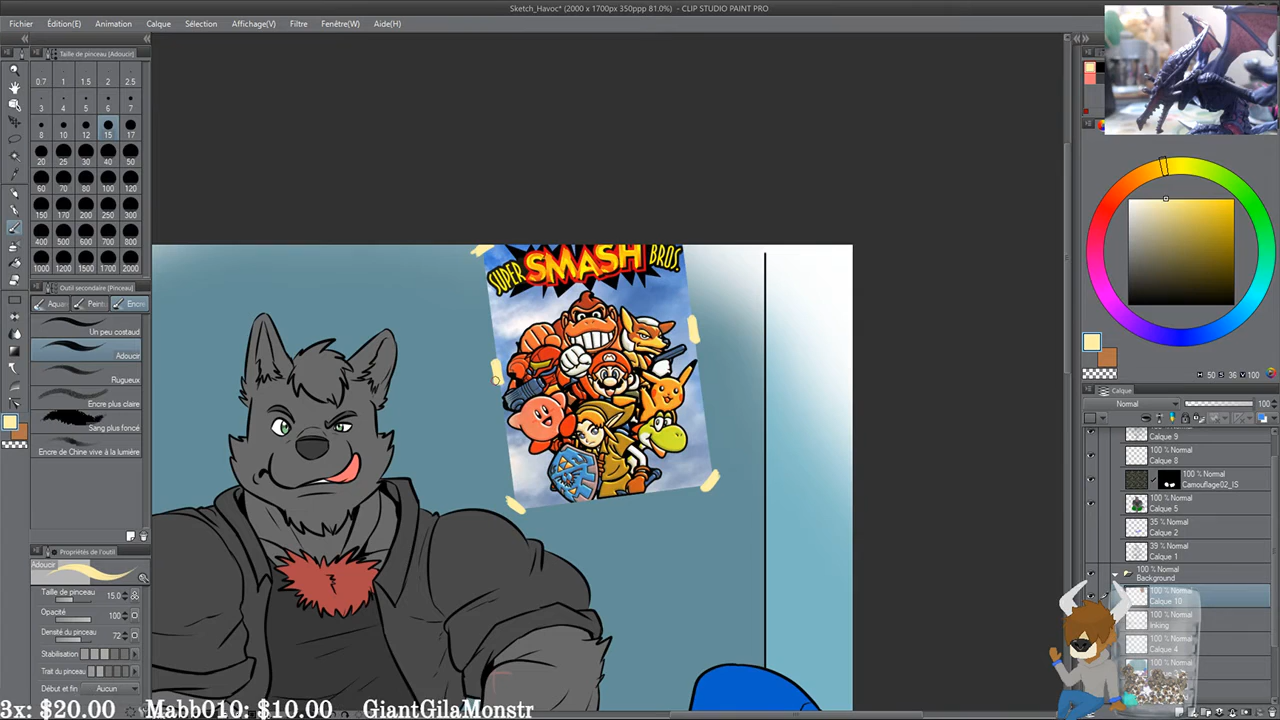 Sketch_Havoc* (2000 x 1700px 350ppp 81.0%) - CLIP STUDIO PAINT PRO
Fichier Édition(E) Animation Calque Sélection Affichage(V) Filtre Fenêtre(W) Aide(H)
Taille de pinceau [Adoucir]
0.7 1 1.5 2 2.5
3 4 5 6 7
8 10 12 15 17
20 25 30 40 50
60 70 80 100 120
150 170 200 250 300
400 500 600 700 800
1000 1200 1500 1700 2000
Outil secondaire [Encre]
Aqua Peint Encre
Un peu costaud
Adoucir
Rugueux
Encre plus claire
Sang plus foncé
Encre de Chine vive à la lumière
Propriétés de l'outil
Adoucir
Taille de pinceau 15.0
Opacité 100
Densité du pinceau 72
Stabilisation
Trait du pinceau
Début et fin Aucun
SUPER SMASH BROS.
H 50 S 36 V 100
Calque
Normal 100
Calque 9
100 % Normal
Calque 8
100 % Normal
Camouflage02_IS
100 % Normal
Calque 5
35 % Normal
Calque 2
39 % Normal
Calque 1
100 % Normal
Background
100 % Normal
Calque 10
100 % Normal
Inking
100 % Normal
Calque 4
100 % Normal
3x: $20.00 Mabb010: $10.00 GiantGilaMonstr